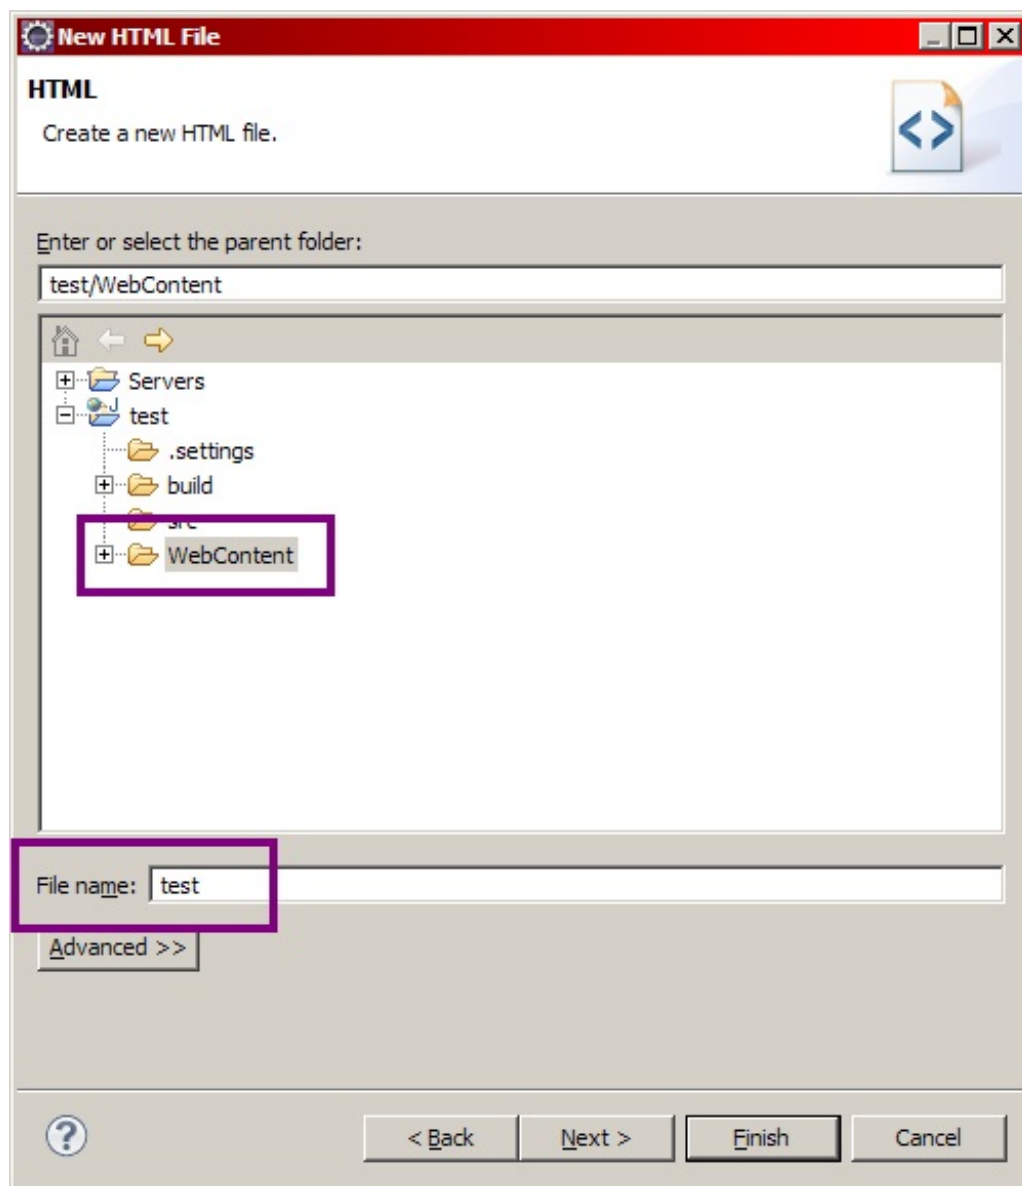 New HTML File
HTML
Create a new HTML file.
Enter or select the parent folder:
test/WebContent
Servers
test
.settings
build
src
WebContent
File name: test
Advanced >>
< Back Next > Finish Cancel